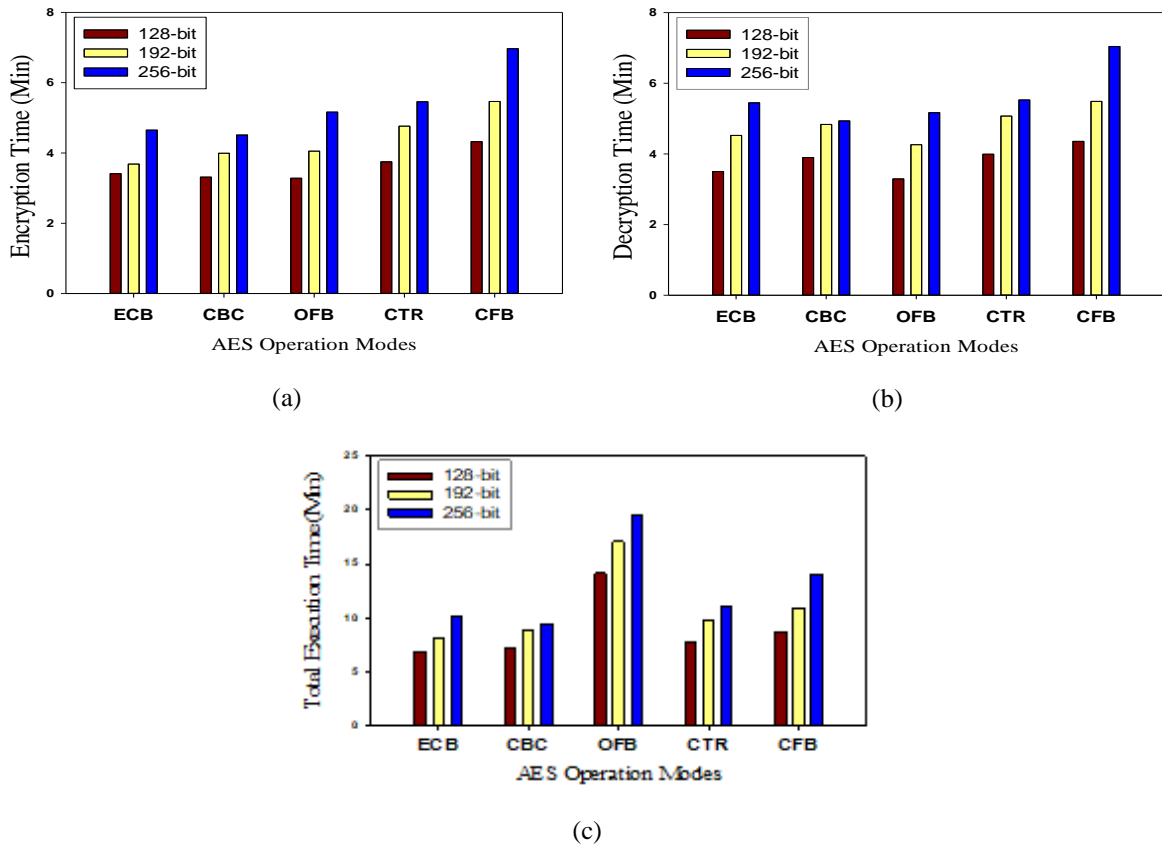 8
6
4
2
0
Encryption Time (Min)
128-bit
192-bit
256-bit
ECB CBC OFB CTR CFB
AES Operation Modes
(a)
8
6
4
2
0
Decryption Time (Min)
128-bit
192-bit
256-bit
ECB CBC OFB CTR CFB
AES Operation Modes
(b)
25
20
15
10
5
0
Total Execution Time (Min)
128-bit
192-bit
256-bit
ECB CBC OFB CTR CFB
AES Operation Modes
(c)